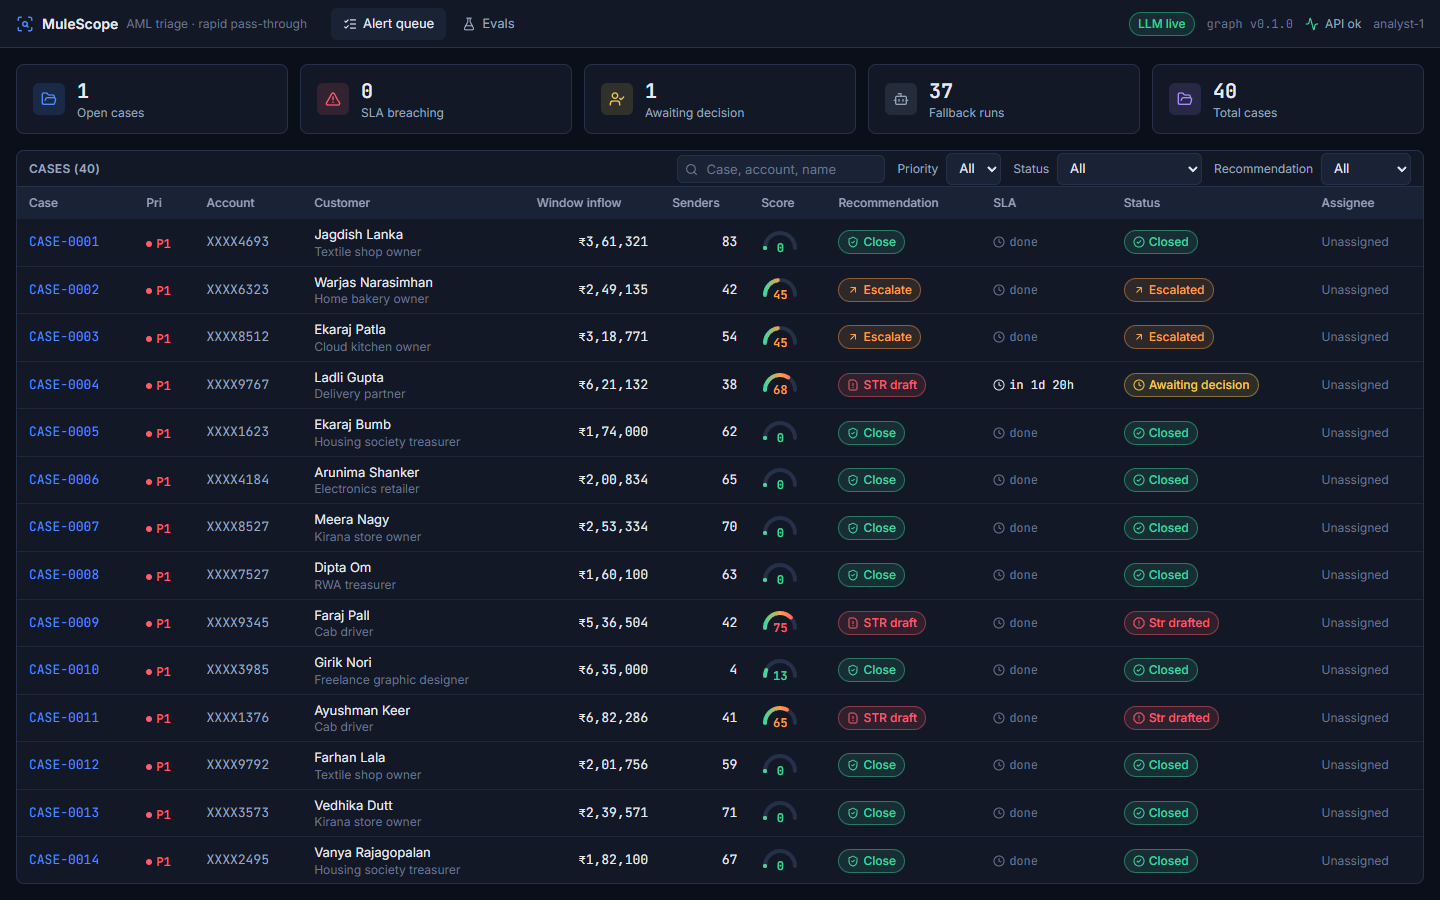 MuleScope AML triage · rapid pass-through Alert queue Evals LLM live graph v0.1.0 API ok analyst-1
1 Open cases
0 SLA breaching
1 Awaiting decision
37 Fallback runs
40 Total cases
CASES (40) Case, account, name Priority All Status All Recommendation All
Case Pri Account Customer Window inflow Senders Score Recommendation SLA Status Assignee
CASE-0001 P1 XXXX4693 Jagdish Lanka ₹3,61,321 83 0 Close done Closed Unassigned
Textile shop owner
CASE-0002 P1 XXXX6323 Warjas Narasimhan ₹2,49,135 42 45 Escalate done Escalated Unassigned
Home bakery owner
CASE-0003 P1 XXXX8512 Ekaraj Patla ₹3,18,771 54 45 Escalate done Escalated Unassigned
Cloud kitchen owner
CASE-0004 P1 XXXX9767 Ladli Gupta ₹6,21,132 38 68 STR draft in 1d 20h Awaiting decision Unassigned
Delivery partner
CASE-0005 P1 XXXX1623 Ekaraj Bumb ₹1,74,000 62 0 Close done Closed Unassigned
Housing society treasurer
CASE-0006 P1 XXXX4184 Arunima Shanker ₹2,00,834 65 0 Close done Closed Unassigned
Electronics retailer
CASE-0007 P1 XXXX8527 Meera Nagy ₹2,53,334 70 0 Close done Closed Unassigned
Kirana store owner
CASE-0008 P1 XXXX7527 Dipta Om ₹1,60,100 63 0 Close done Closed Unassigned
RWA treasurer
CASE-0009 P1 XXXX9345 Faraj Pall ₹5,36,504 42 75 STR draft done Str drafted Unassigned
Cab driver
CASE-0010 P1 XXXX3985 Girik Nori ₹6,35,000 4 13 Close done Closed Unassigned
Freelance graphic designer
CASE-0011 P1 XXXX1376 Ayushman Keer ₹6,82,286 41 65 STR draft done Str drafted Unassigned
Cab driver
CASE-0012 P1 XXXX9792 Farhan Lala ₹2,01,756 59 0 Close done Closed Unassigned
Textile shop owner
CASE-0013 P1 XXXX3573 Vedhika Dutt ₹2,39,571 71 0 Close done Closed Unassigned
Kirana store owner
CASE-0014 P1 XXXX2495 Vanya Rajagopalan ₹1,82,100 67 0 Close done Closed Unassigned
Housing society treasurer